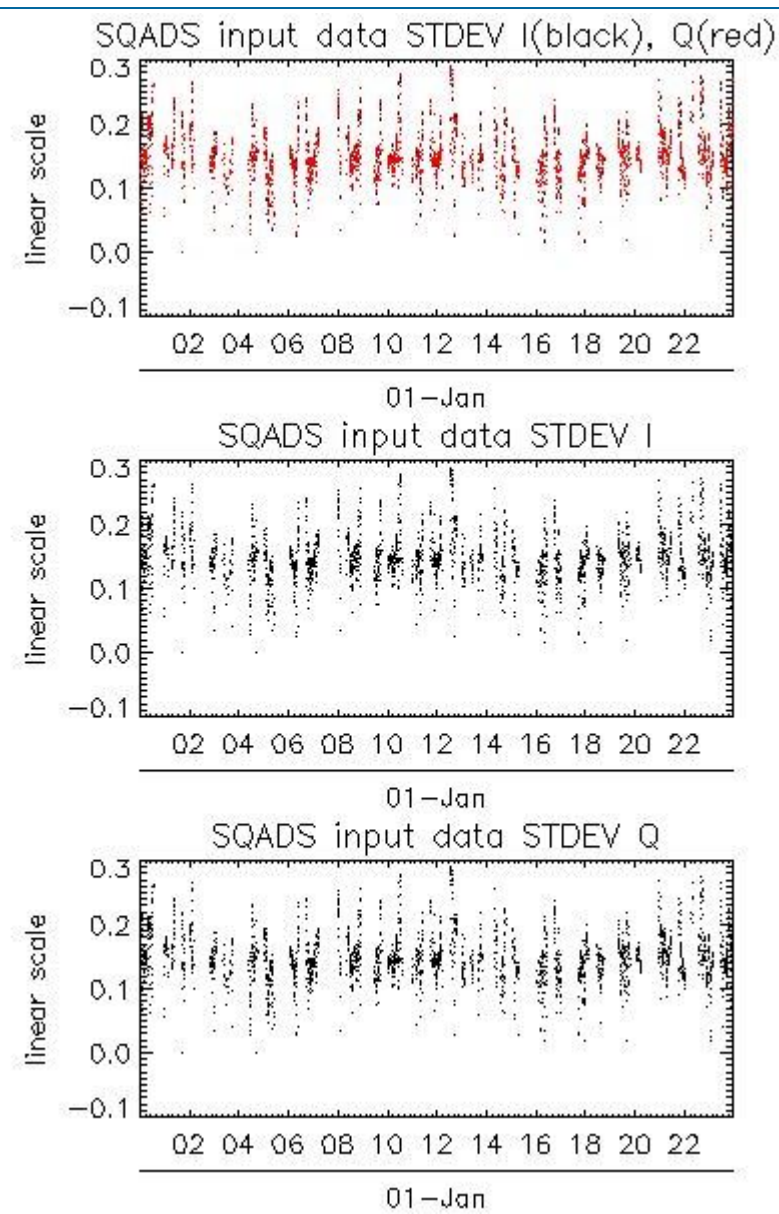 SQADS input data STDEV I(black), Q(red)
0.3
0.2
0.1
0.0
−0.1
linear scale
02 04 06 08 10 12 14 16 18 20 22
01−Jan
SQADS input data STDEV I
0.3
0.2
0.1
0.0
−0.1
linear scale
02 04 06 08 10 12 14 16 18 20 22
01−Jan
SQADS input data STDEV Q
0.3
0.2
0.1
0.0
−0.1
linear scale
02 04 06 08 10 12 14 16 18 20 22
01−Jan